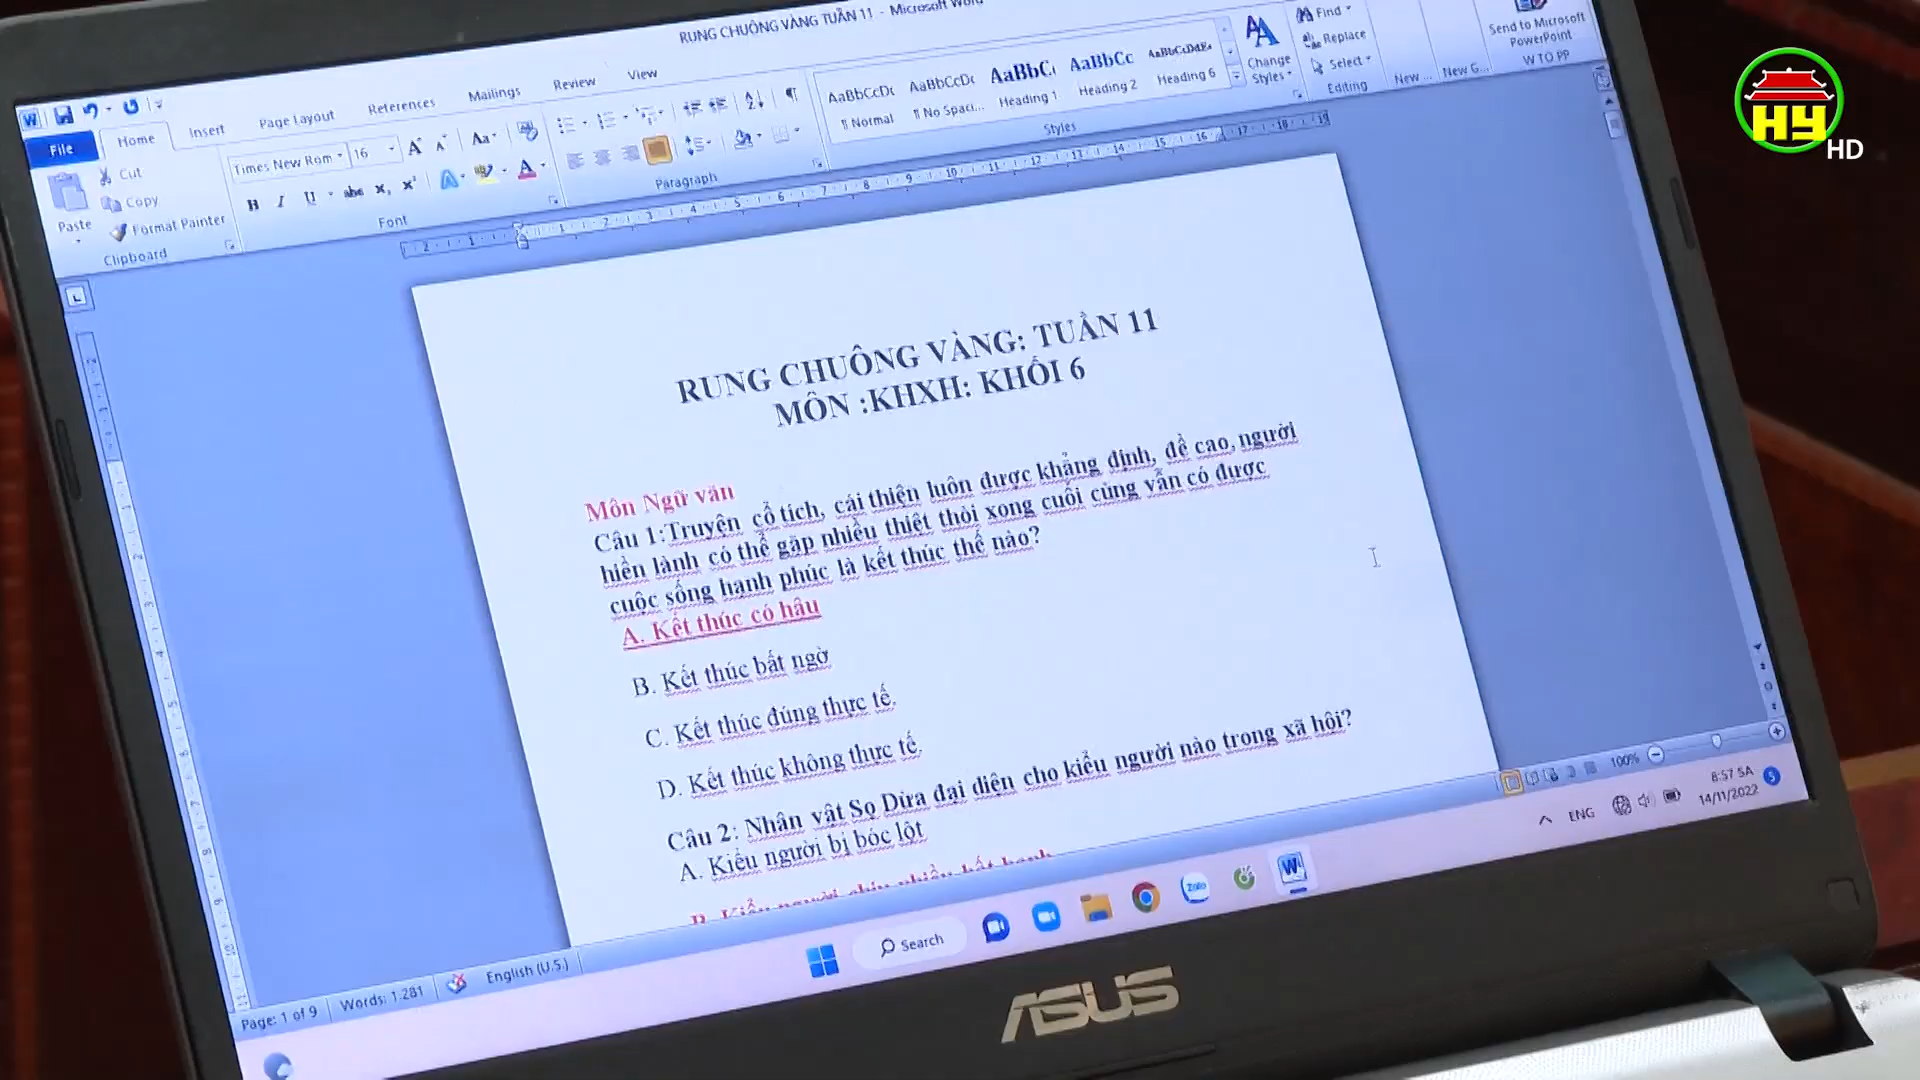 RUNG CHUÔNG VÀNG TUẦN 11 - Microsoft Word
File
Home
Insert
Page Layout
References
Mailings
Review
View
Cut
Copy
Format Painter
Paste
Clipboard
Times New Rom
16
Font
Paragraph
AaBbCcDc
¶ Normal
AaBbCcDc
¶ No Spaci...
AaBbC
Heading 1
AaBbCc
Heading 2
AaBbCcDdEe
Heading 6
Change
Styles
Styles
Find
Replace
Select
Editing
New ...
New G...
Send to Microsoft
PowerPoint
W TO PP
HY
HD
RUNG CHUÔNG VÀNG: TUẦN 11
MÔN :KHXH: KHỐI 6
Môn Ngữ văn
Câu 1:Truyện cổ tích, cái thiện luôn được khẳng định, đề cao, người
hiền lành có thể gặp nhiều thiệt thòi xong cuối cùng vẫn có được
cuộc sống hạnh phúc là kết thúc thế nào?
A. Kết thúc có hậu
B. Kết thúc bất ngờ
C. Kết thúc đúng thực tế.
D. Kết thúc không thực tế.
Câu 2: Nhân vật Sọ Dừa đại diện cho kiểu người nào trong xã hội?
A. Kiểu người bị bóc lột
Page: 1 of 9
Words: 1.281
English (U.S.)
100%
Search
Zalo
ENG
8:57 SA
14/11/2022
5
ASUS